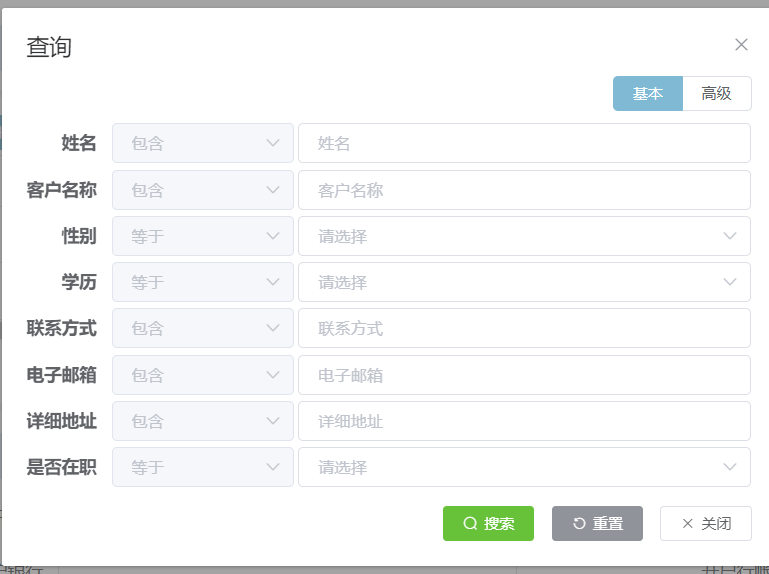 查询
基本 高级
姓名 包含 姓名
客户名称 包含 客户名称
性别 等于 请选择
学历 等于 请选择
联系方式 包含 联系方式
电子邮箱 包含 电子邮箱
详细地址 包含 详细地址
是否在职 等于 请选择
搜索 重置 关闭